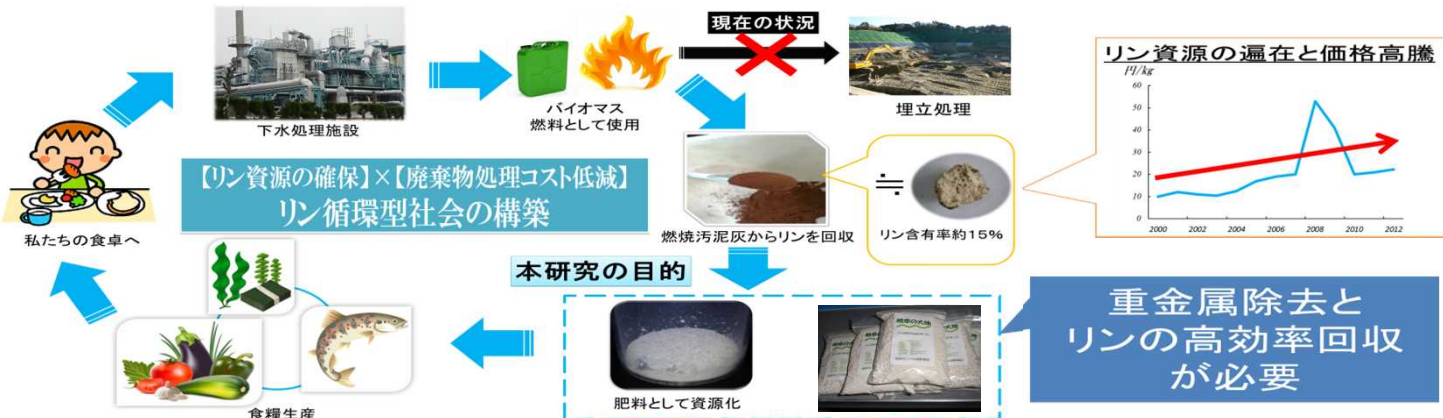 現在の状況
リン資源の遍在と価格高騰
円/kg
60
50
40
30
20
10
0
2000
2002
2004
2006
2008
2010
2012
下水処理施設
バイオマス
燃料として使用
埋立処理
【リン資源の確保】×【廃棄物処理コスト低減】
リン循環型社会の構築
≒
私たちの食卓へ
燃焼汚泥灰からリンを回収
リン含有率約15%
本研究の目的
重金属除去と
リンの高効率回収
が必要
肥料として資源化
食糧生産